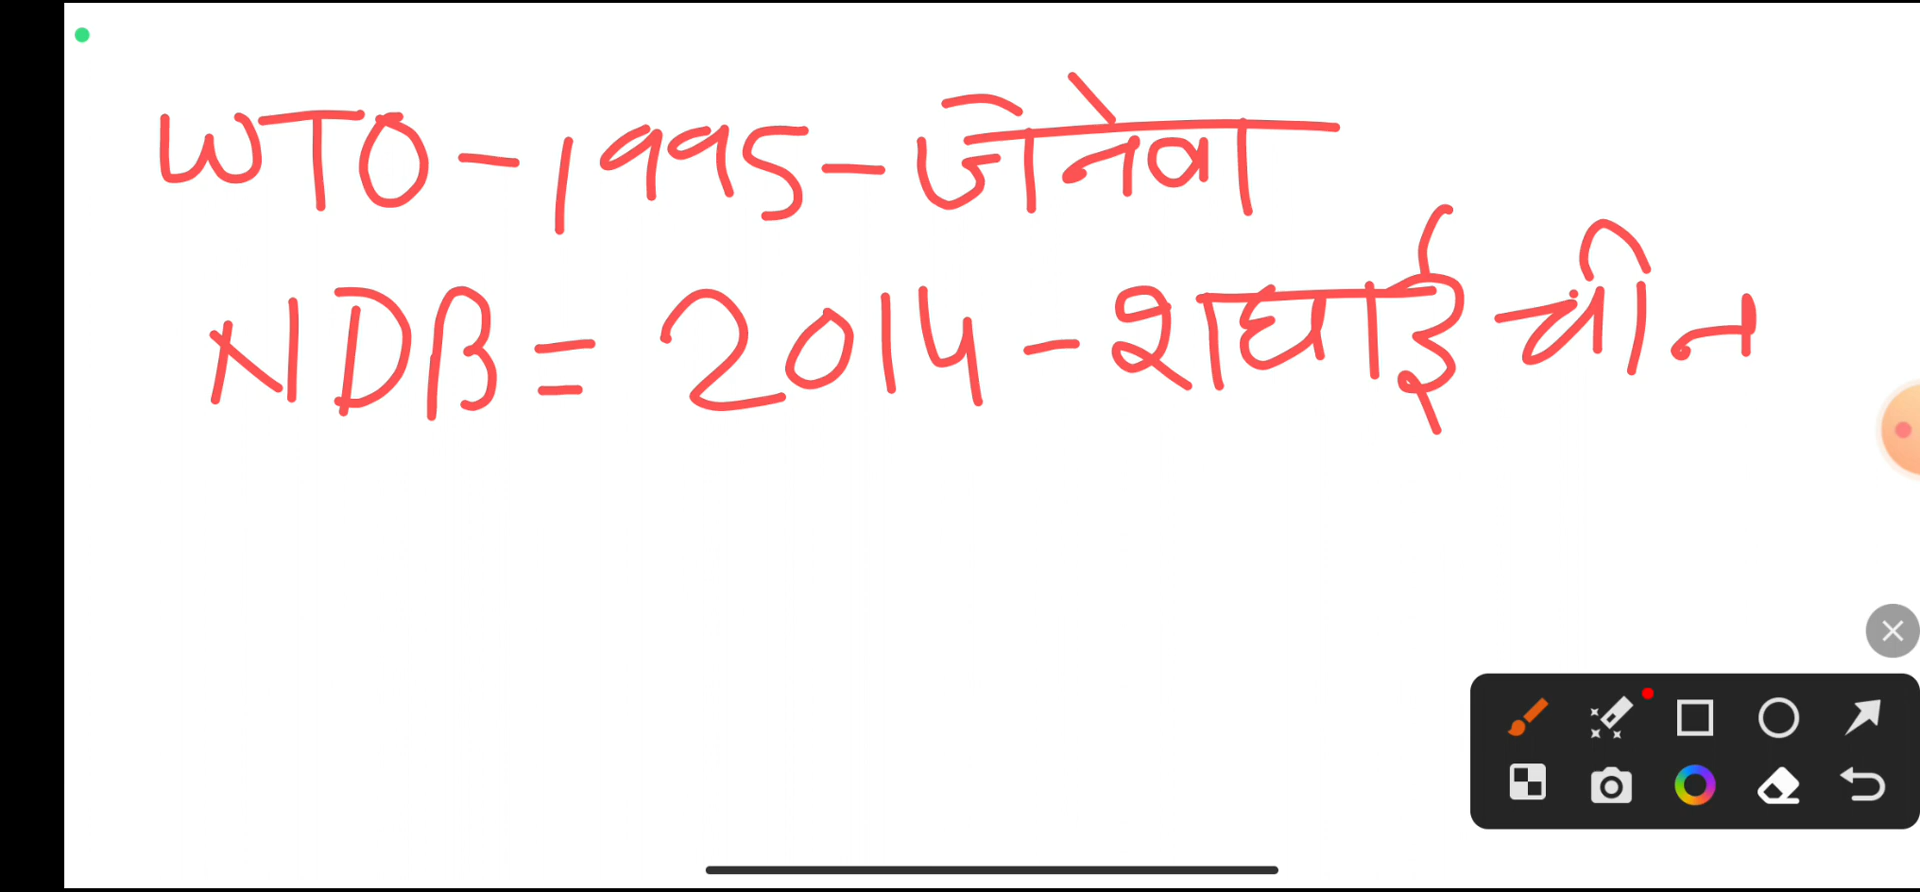 WTO - 1995 - जेनेवा
NDB = 2014 - शाघाई चीन